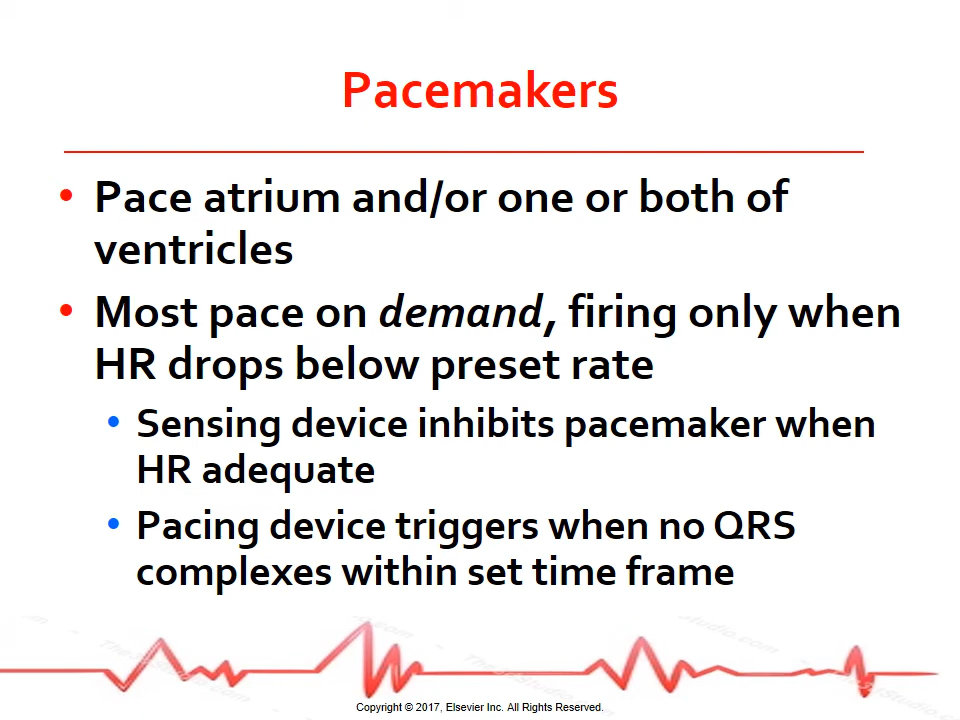 Pacemakers
• Pace atrium and/or one or both of
ventricles
• Most pace on demand, firing only when
HR drops below preset rate
• Sensing device inhibits pacemaker when
HR adequate
• Pacing device triggers when no QRS
complexes within set time frame
Copyright © 2017, Elsevier Inc. All Rights Reserved.